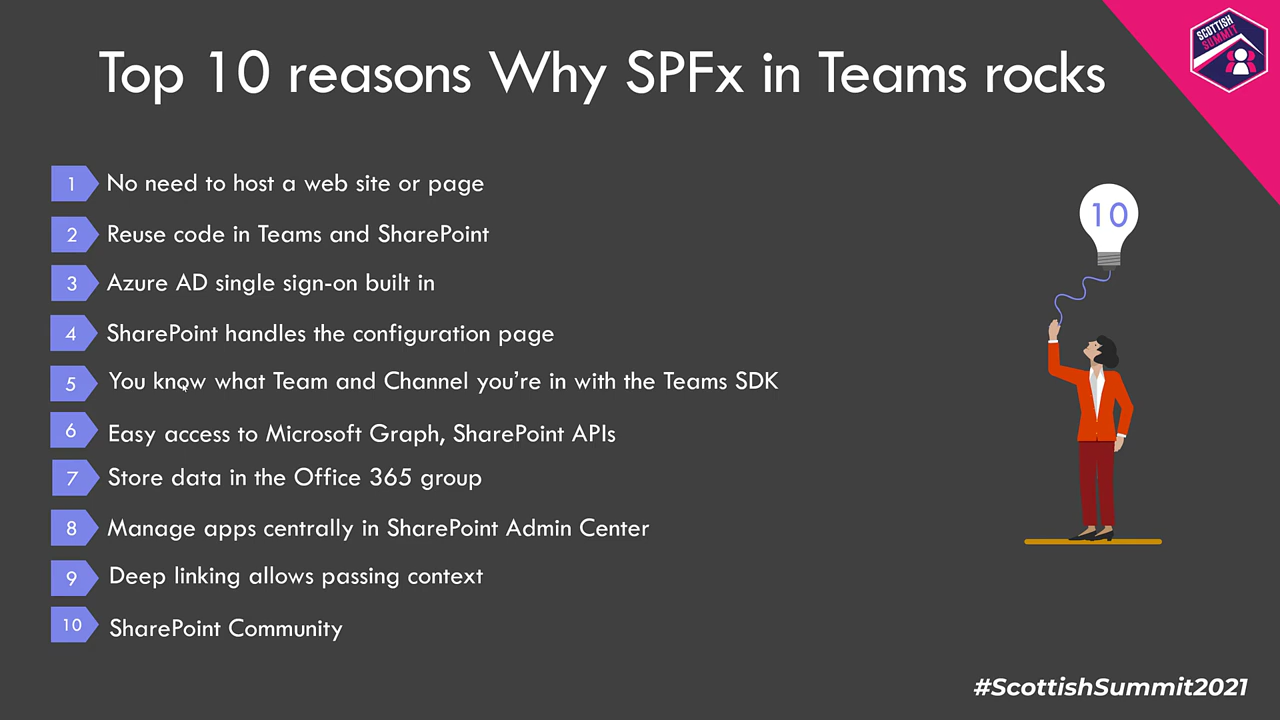 SCOTTISH
SUMMIT
Top 10 reasons Why SPFx in Teams rocks
1 No need to host a web site or page
2 Reuse code in Teams and SharePoint
3 Azure AD single sign-on built in
4 SharePoint handles the configuration page
5 You know what Team and Channel you're in with the Teams SDK
6 Easy access to Microsoft Graph, SharePoint APIs
7 Store data in the Office 365 group
8 Manage apps centrally in SharePoint Admin Center
9 Deep linking allows passing context
10 SharePoint Community
10
#ScottishSummit2021